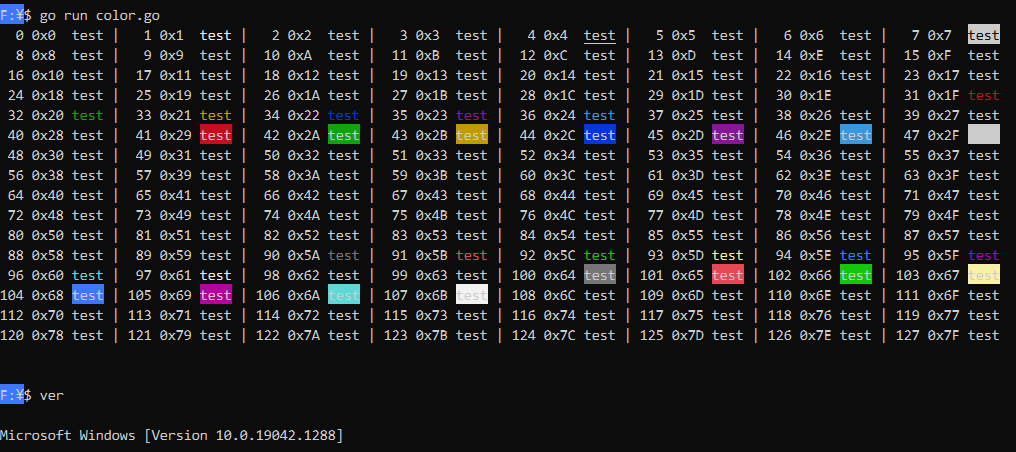 F:¥$ go run color.go
0 0x0 test | 1 0x1 test | 2 0x2 test | 3 0x3 test | 4 0x4 test | 5 0x5 test | 6 0x6 test | 7 0x7 test
8 0x8 test | 9 0x9 test | 10 0xA test | 11 0xB test | 12 0xC test | 13 0xD test | 14 0xE test | 15 0xF test
16 0x10 test | 17 0x11 test | 18 0x12 test | 19 0x13 test | 20 0x14 test | 21 0x15 test | 22 0x16 test | 23 0x17 test
24 0x18 test | 25 0x19 test | 26 0x1A test | 27 0x1B test | 28 0x1C test | 29 0x1D test | 30 0x1E | 31 0x1F test
32 0x20 test | 33 0x21 test | 34 0x22 test | 35 0x23 test | 36 0x24 test | 37 0x25 test | 38 0x26 test | 39 0x27 test
40 0x28 test | 41 0x29 test | 42 0x2A test | 43 0x2B test | 44 0x2C test | 45 0x2D test | 46 0x2E test | 47 0x2F
48 0x30 test | 49 0x31 test | 50 0x32 test | 51 0x33 test | 52 0x34 test | 53 0x35 test | 54 0x36 test | 55 0x37 test
56 0x38 test | 57 0x39 test | 58 0x3A test | 59 0x3B test | 60 0x3C test | 61 0x3D test | 62 0x3E test | 63 0x3F test
64 0x40 test | 65 0x41 test | 66 0x42 test | 67 0x43 test | 68 0x44 test | 69 0x45 test | 70 0x46 test | 71 0x47 test
72 0x48 test | 73 0x49 test | 74 0x4A test | 75 0x4B test | 76 0x4C test | 77 0x4D test | 78 0x4E test | 79 0x4F test
80 0x50 test | 81 0x51 test | 82 0x52 test | 83 0x53 test | 84 0x54 test | 85 0x55 test | 86 0x56 test | 87 0x57 test
88 0x58 test | 89 0x59 test | 90 0x5A test | 91 0x5B test | 92 0x5C test | 93 0x5D test | 94 0x5E test | 95 0x5F test
96 0x60 test | 97 0x61 test | 98 0x62 test | 99 0x63 test | 100 0x64 test | 101 0x65 test | 102 0x66 test | 103 0x67 test
104 0x68 test | 105 0x69 test | 106 0x6A test | 107 0x6B test | 108 0x6C test | 109 0x6D test | 110 0x6E test | 111 0x6F test
112 0x70 test | 113 0x71 test | 114 0x72 test | 115 0x73 test | 116 0x74 test | 117 0x75 test | 118 0x76 test | 119 0x77 test
120 0x78 test | 121 0x79 test | 122 0x7A test | 123 0x7B test | 124 0x7C test | 125 0x7D test | 126 0x7E test | 127 0x7F test
F:¥$ ver
Microsoft Windows [Version 10.0.19042.1288]